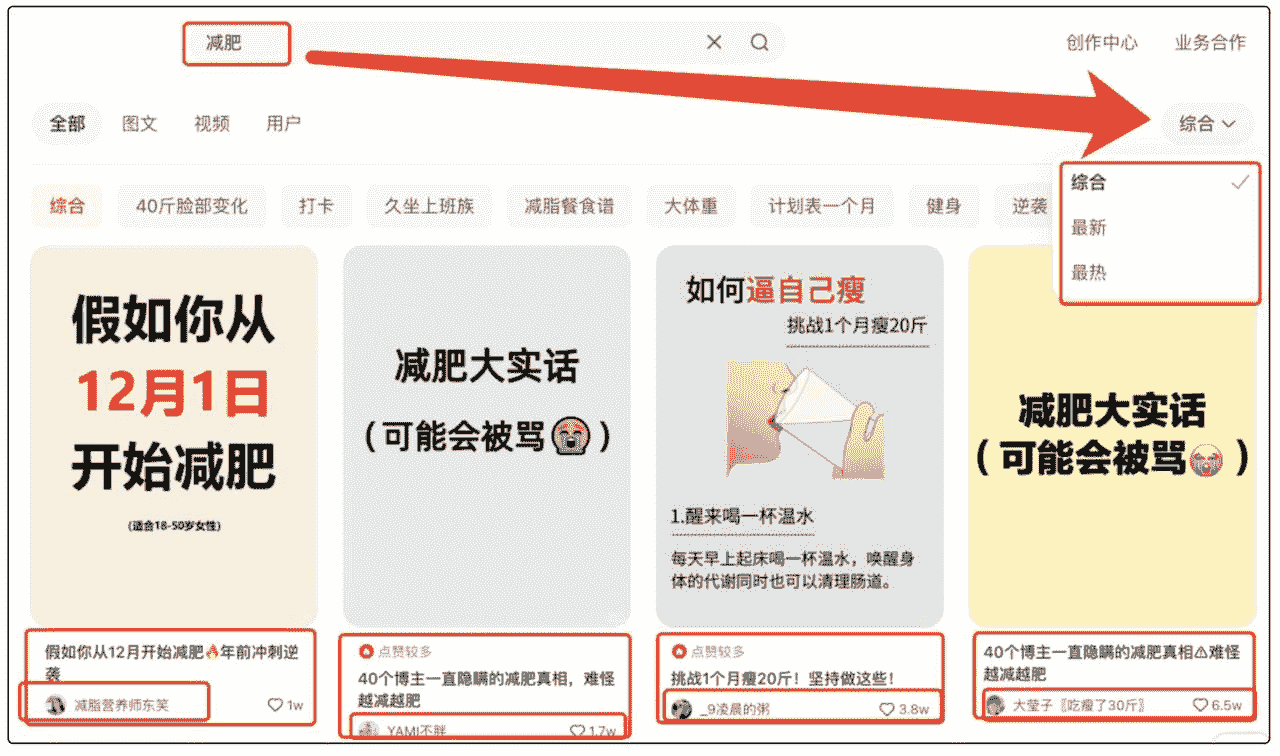 减肥
创作中心 业务合作
全部 图文 视频 用户
综合
综合
最新
最热
综合 40斤脸部变化 打卡 久坐上班族 减脂餐食谱 大体重 计划表一个月 健身 逆袭
假如你从
12月1日
开始减肥
(适合18-50岁女性)
假如你从12月开始减肥🔥年前冲刺逆
袭
减脂营养师东笑
1w
减肥大实话
(可能会被骂😭)
点赞较多
40个博主一直隐瞒的减肥真相，难怪
越减越肥
YAMI不胖
1.7w
如何逼自己瘦
挑战1个月瘦20斤
1.醒来喝一杯温水
每天早上起床喝一杯温水，唤醒身
体的代谢同时也可以清理肠道。
点赞较多
挑战1个月瘦20斤！坚持做这些！
_9凌晨的粥
3.8w
减肥大实话
(可能会被骂😭)
40个博主一直隐瞒的减肥真相⚠️难怪
越减越肥
大莹子〖吃瘦了30斤〗
6.5w